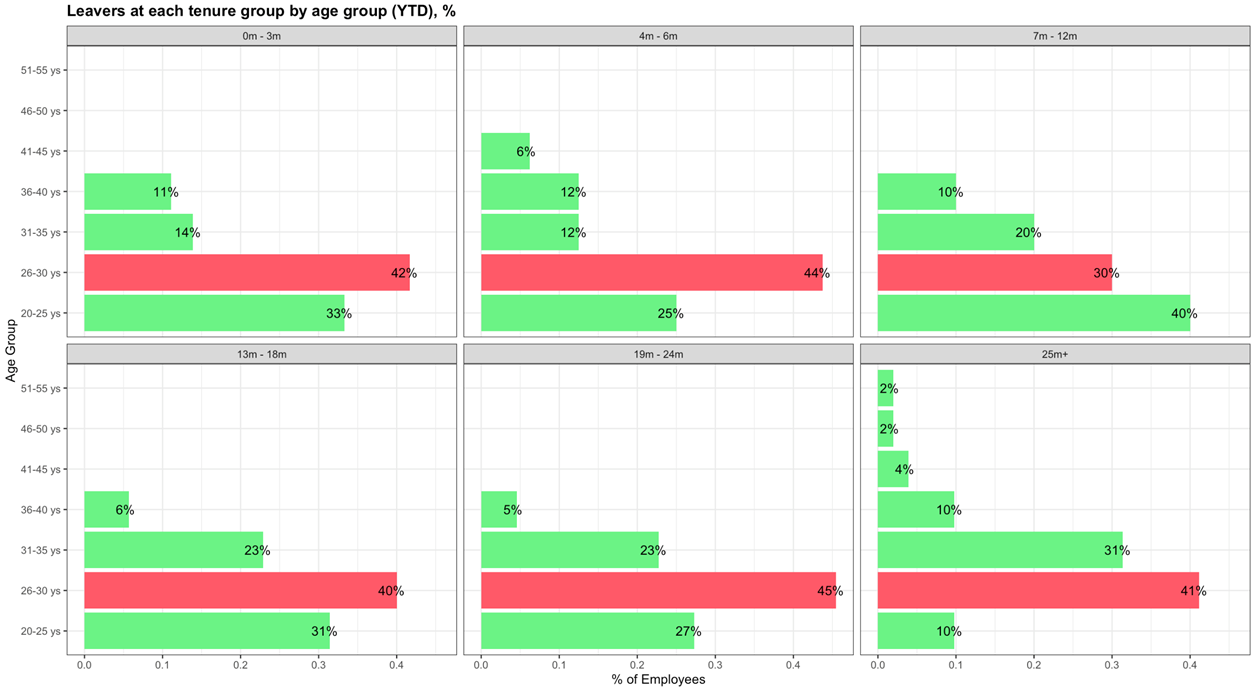 Leavers at each tenure group by age group (YTD), %
0m - 3m
4m - 6m
7m - 12m
51-55 ys
46-50 ys
41-45 ys
36-40 ys
31-35 ys
26-30 ys
20-25 ys
11%
14%
42%
33%
6%
12%
12%
44%
25%
10%
20%
30%
40%
Age Group
13m - 18m
19m - 24m
25m+
51-55 ys
46-50 ys
41-45 ys
36-40 ys
31-35 ys
26-30 ys
20-25 ys
6%
23%
40%
31%
5%
23%
45%
27%
2%
2%
4%
10%
31%
41%
10%
0.0 0.1 0.2 0.3 0.4
0.0 0.1 0.2 0.3 0.4
0.0 0.1 0.2 0.3 0.4
% of Employees